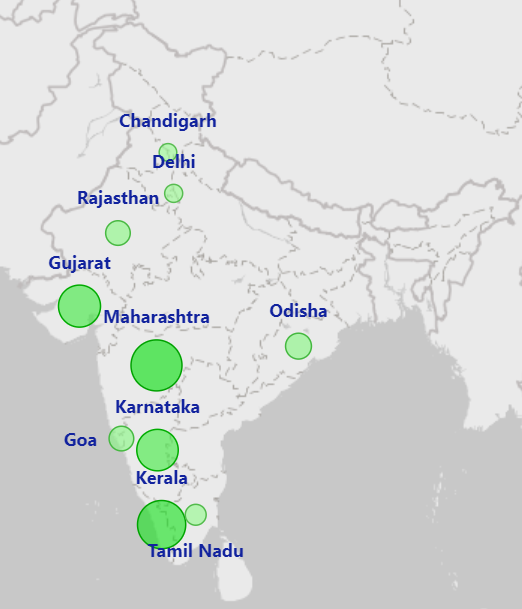 Chandigarh
Delhi
Rajasthan
Gujarat
Maharashtra
Odisha
Karnataka
Goa
Kerala
Tamil Nadu